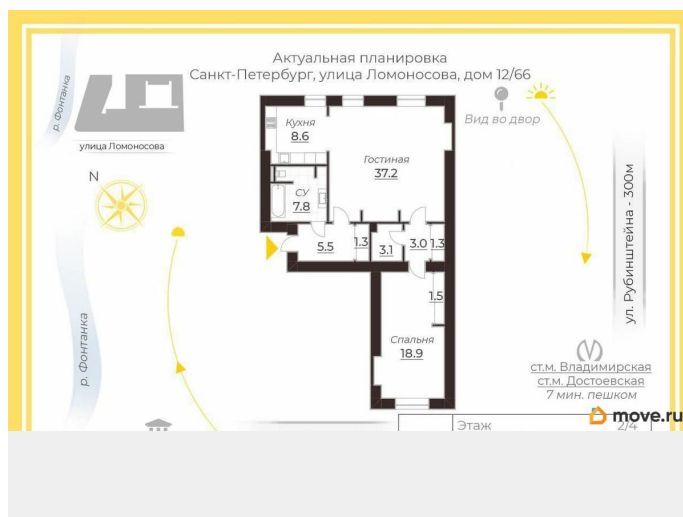 Актуальная планировка
Санкт-Петербург, улица Ломоносова, дом 12/66
р. Фонтанка
улица Ломоносова
Вид во двор
N
Кухня
8.6
Гостиная
37.2
СУ
7.8
5.5
1.3
3.1
3.0
1.3
1.5
Спальня
18.9
р. Фонтанка
ул. Рубинштейна - 300м
ст.м. Владимирская
ст.м. Достоевская
7 мин. пешком
move.ru
Этаж
2/4